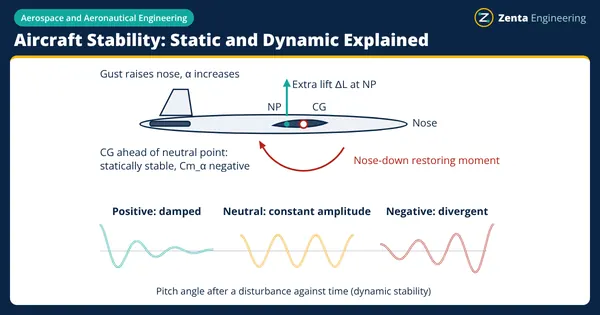 Aerospace and Aeronautical Engineering
Zenta Engineering
Aircraft Stability: Static and Dynamic Explained
Gust raises nose, α increases
Extra lift ΔL at NP
NP
CG
Nose
CG ahead of neutral point:
statically stable, Cm_α negative
Nose-down restoring moment
Positive: damped
Neutral: constant amplitude
Negative: divergent
Pitch angle after a disturbance against time (dynamic stability)